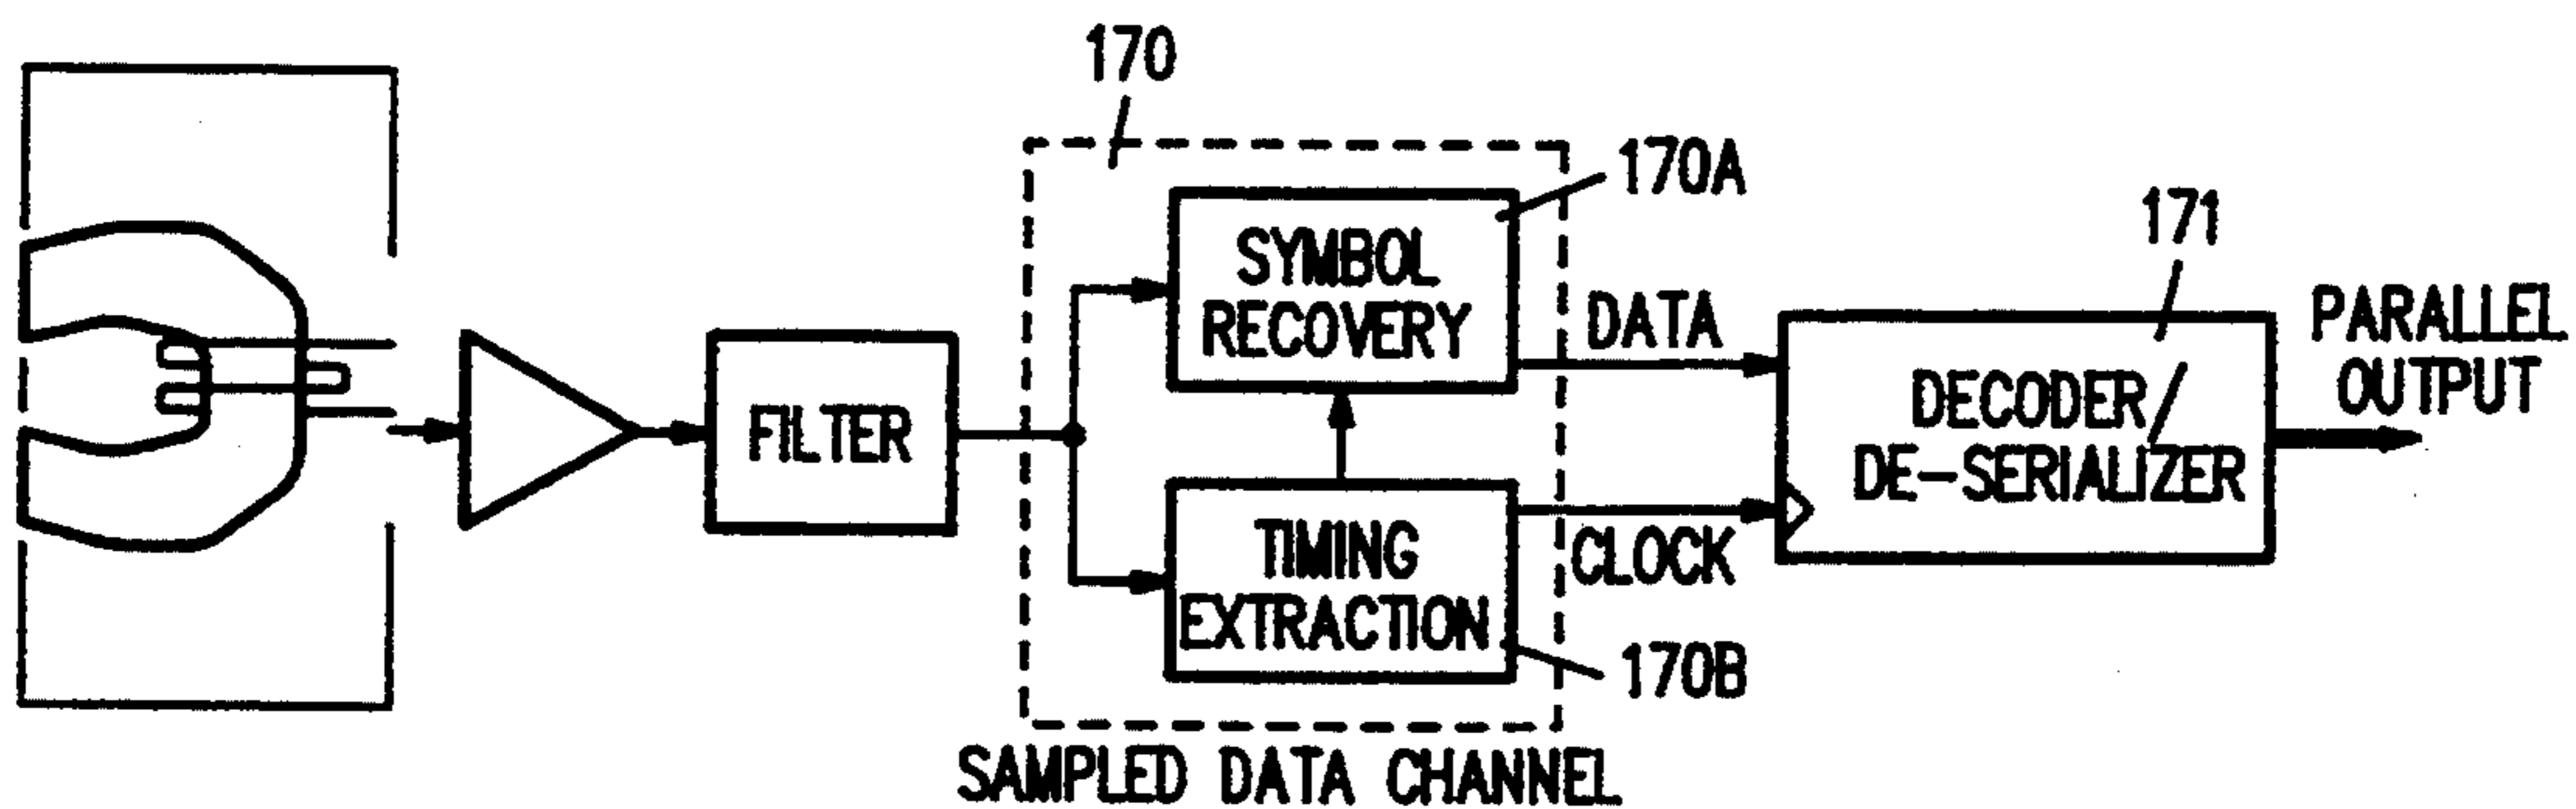 170
170A
SYMBOL
RECOVERY
171
DATA
PARALLEL
OUTPUT
FILTER
DECODER/
DE-SERIALIZER
TIMING
EXTRACTION
CLOCK
170B
SAMPLED DATA CHANNEL